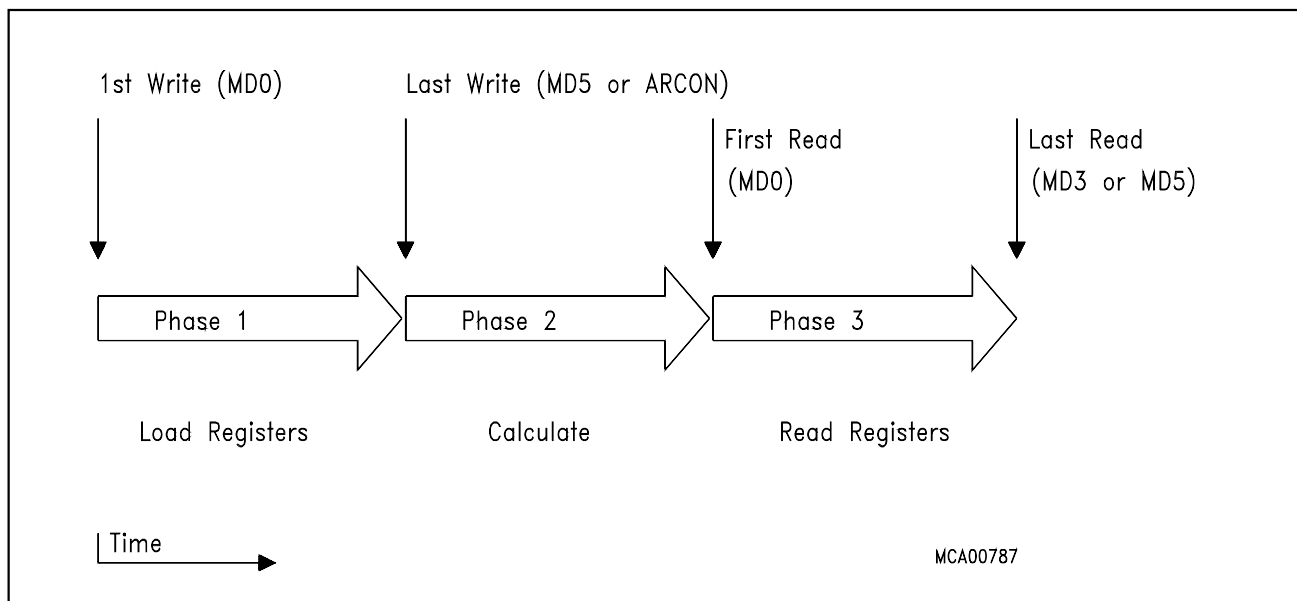 1st Write (MD0)
Last Write (MD5 or ARCON)
First Read
(MD0)
Last Read
(MD3 or MD5)
Phase 1
Phase 2
Phase 3
Load Registers
Calculate
Read Registers
Time
MCA00787